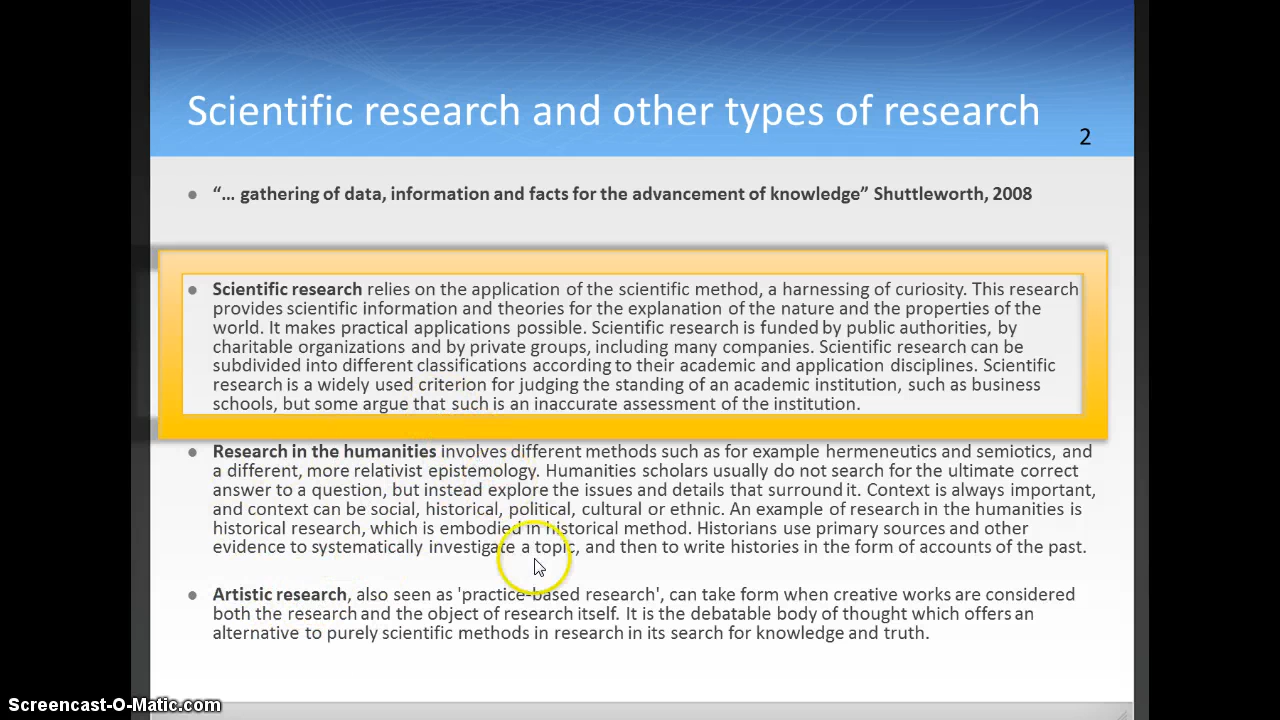 Scientific research and other types of research
2
“... gathering of data, information and facts for the advancement of knowledge” Shuttleworth, 2008
Scientific research relies on the application of the scientific method, a harnessing of curiosity. This research
provides scientific information and theories for the explanation of the nature and the properties of the
world. It makes practical applications possible. Scientific research is funded by public authorities, by
charitable organizations and by private groups, including many companies. Scientific research can be
subdivided into different classifications according to their academic and application disciplines. Scientific
research is a widely used criterion for judging the standing of an academic institution, such as business
schools, but some argue that such is an inaccurate assessment of the institution.
Research in the humanities involves different methods such as for example hermeneutics and semiotics, and
a different, more relativist epistemology. Humanities scholars usually do not search for the ultimate correct
answer to a question, but instead explore the issues and details that surround it. Context is always important,
and context can be social, historical, political, cultural or ethnic. An example of research in the humanities is
historical research, which is embodied in historical method. Historians use primary sources and other
evidence to systematically investigate a topic, and then to write histories in the form of accounts of the past.
Artistic research, also seen as 'practice-based research', can take form when creative works are considered
both the research and the object of research itself. It is the debatable body of thought which offers an
alternative to purely scientific methods in research in its search for knowledge and truth.
Screencast-O-Matic.com